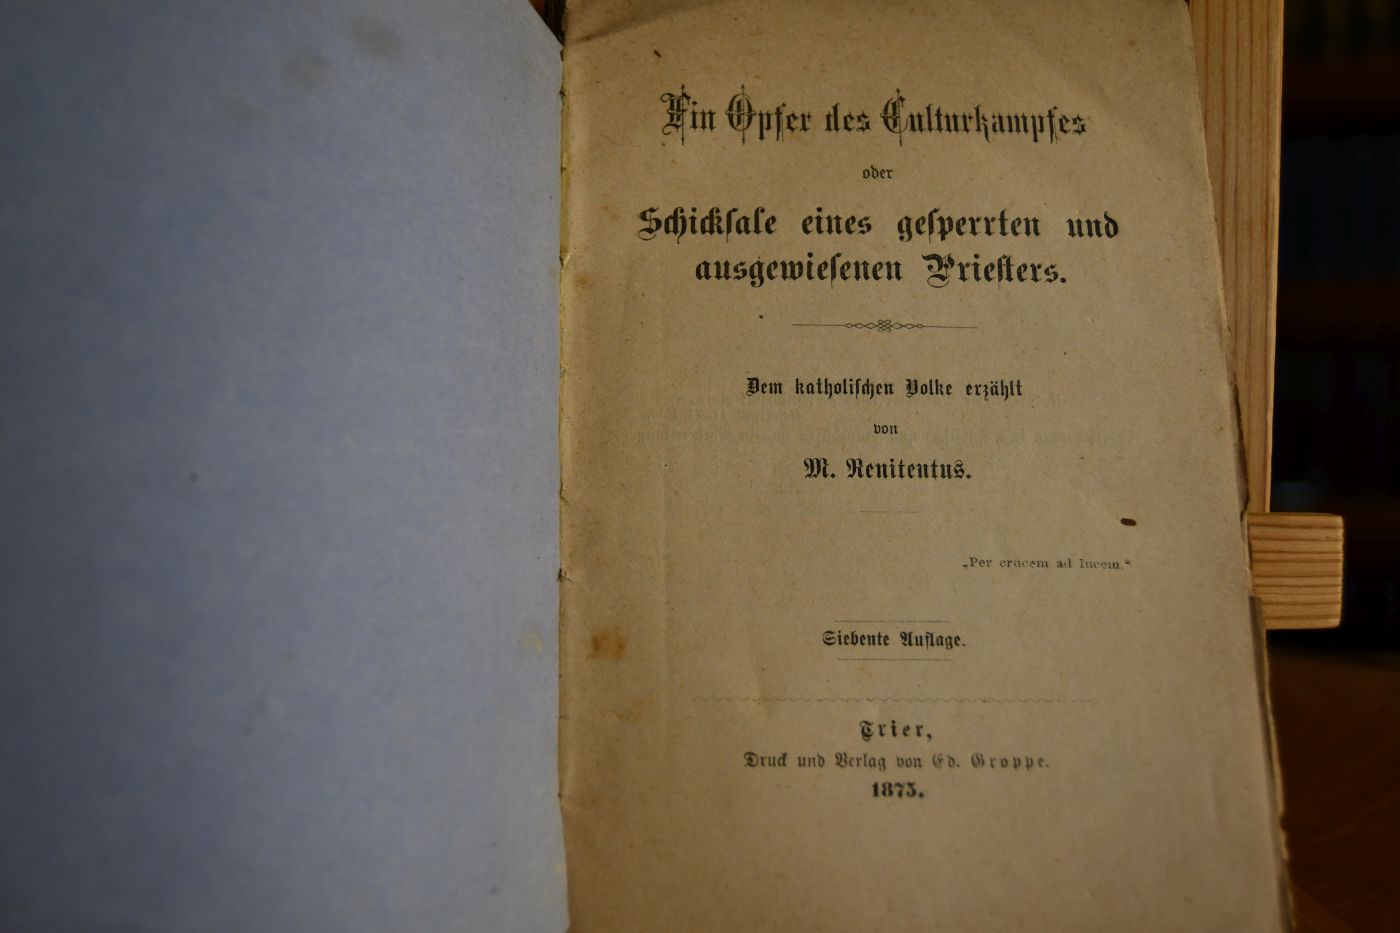 Ein Opfer des Culturkampfes
oder
Schicksale eines gesperrten und
ausgewiesenen Priesters.
Dem katholischen Volke erzählt
von
M. Renitentus.
„Per crucem ad lucem.“
Siebente Auflage.
Trier,
Druck und Verlag von Ed. Groppe.
1875.